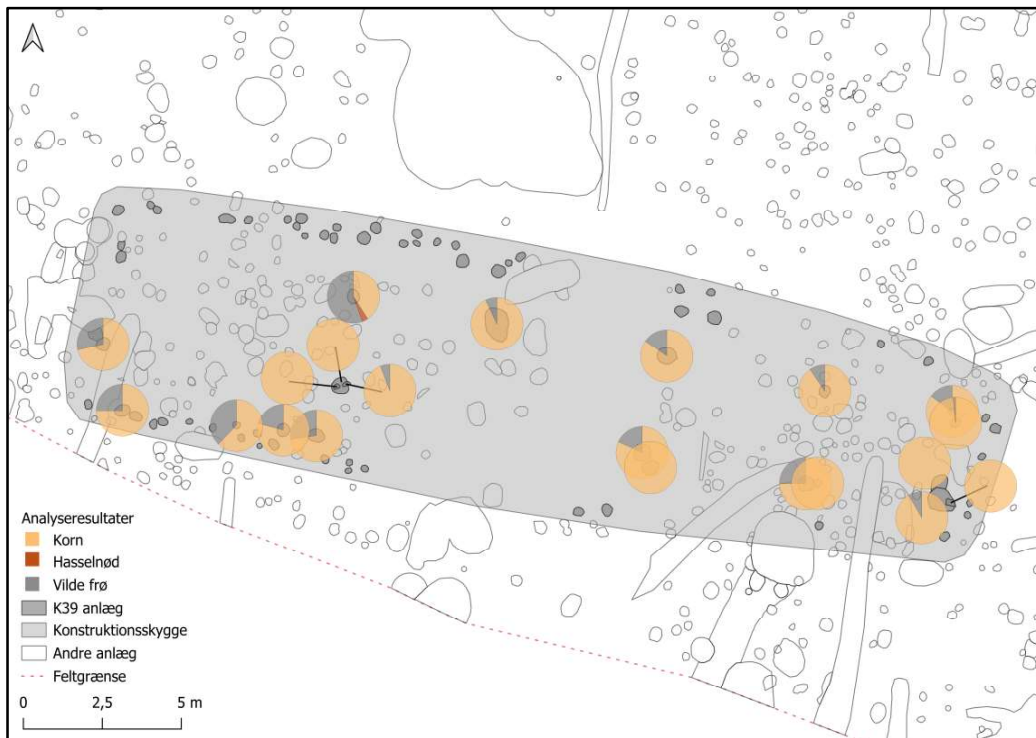 Analyseresultater
Korn
Hasselnød
Vilde frø
K39 anlæg
Konstruktionsskygge
Andre anlæg
Feltgrænse
0 2,5 5 m